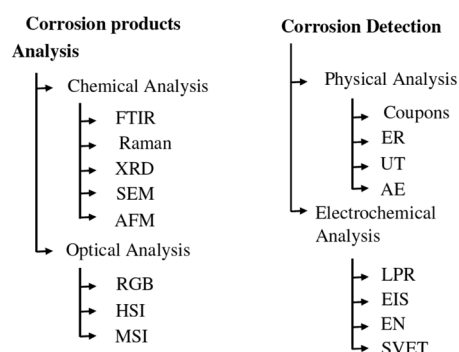 Corrosion products
Analysis
Chemical Analysis
FTIR
Raman
XRD
SEM
AFM
Optical Analysis
RGB
HSI
MSI
Corrosion Detection
Physical Analysis
Coupons
ER
UT
AE
Electrochemical
Analysis
LPR
EIS
EN
SVET